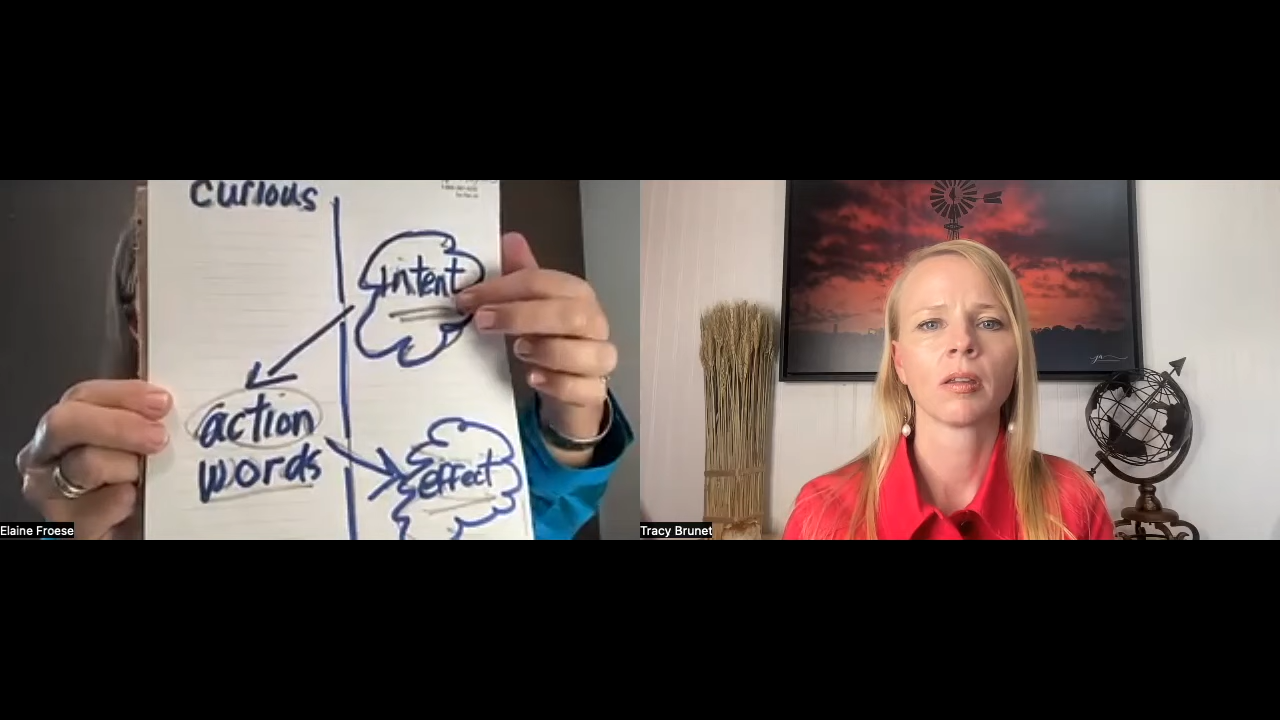 curious
intent
action
words
effect
Elaine Froese
Tracy Brunet